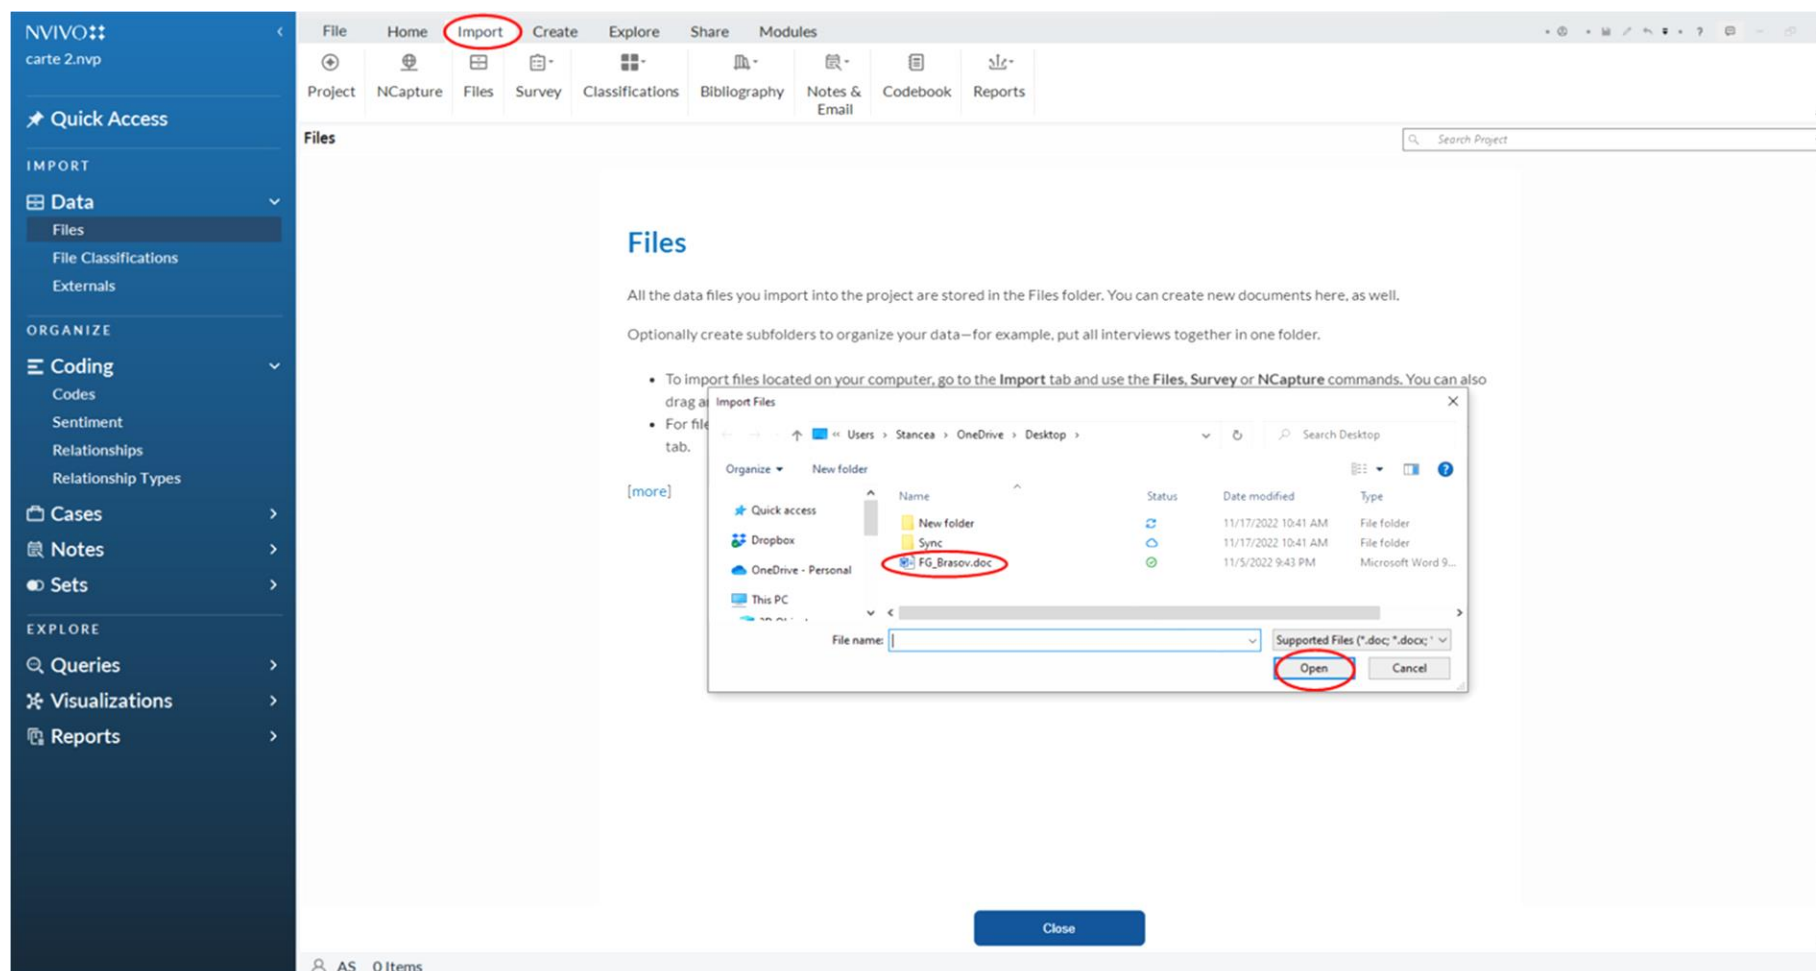 NVIVO
carte 2.nvp
Quick Access
IMPORT
Data
Files
File Classifications
Externals
ORGANIZE
Coding
Codes
Sentiment
Relationships
Relationship Types
Cases
Notes
Sets
EXPLORE
Queries
Visualizations
Reports
File Home Import Create Explore Share Modules
Project NCapture Files Survey Classifications Bibliography Notes & Email Codebook Reports
Files
Search Project
Files
All the data files you import into the project are stored in the Files folder. You can create new documents here, as well.
Optionally create subfolders to organize your data—for example, put all interviews together in one folder.
• To import files located on your computer, go to the Import tab and use the Files, Survey or NCapture commands. You can also
drag
• For
tab.
[more]
Import Files
« Users › Stancea › OneDrive › Desktop ›
Search Desktop
Organize New folder
Quick access
Dropbox
OneDrive - Personal
This PC
Name Status Date modified Type
New folder 11/17/2022 10:41 AM File folder
Sync 11/17/2022 10:41 AM File folder
FG_Brasov.doc 11/5/2022 9:43 PM Microsoft Word 9...
File name:
Supported Files (*.doc; *.docx;
Open Cancel
Close
AS 0 Items